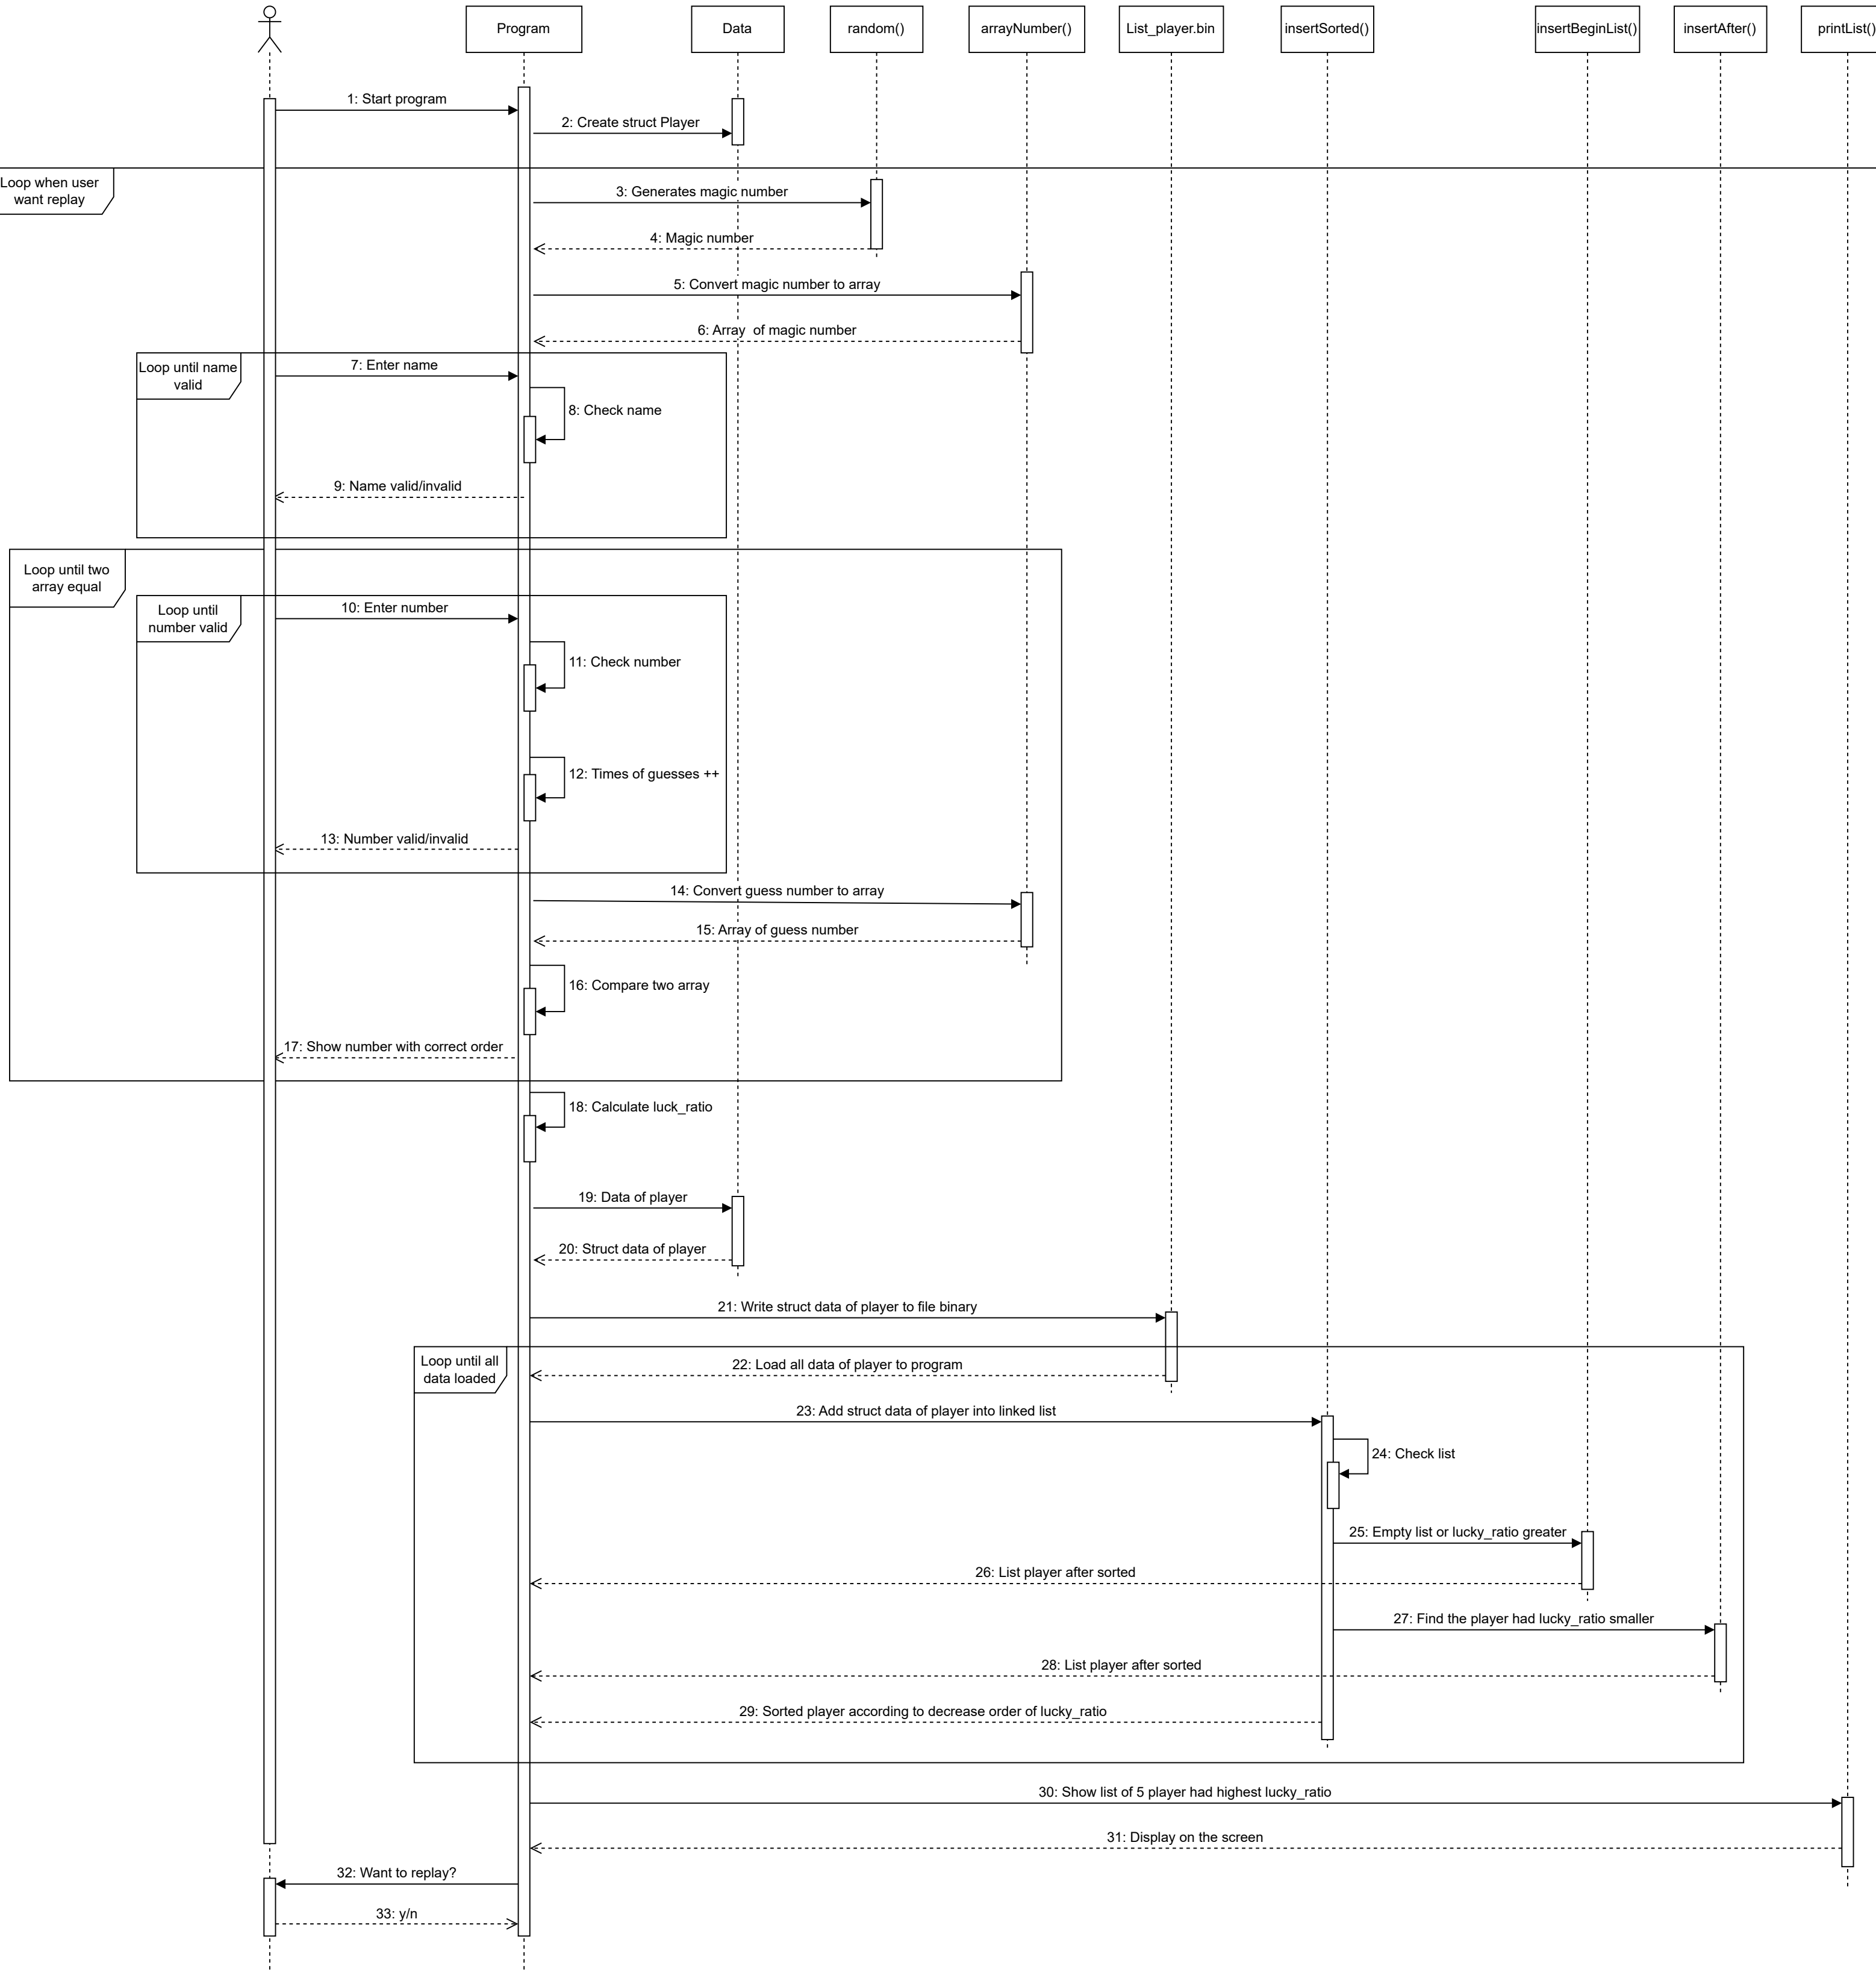 Program
Data
random()
arrayNumber()
List_player.bin
insertSorted()
insertBeginList()
insertAfter()
printList()
1: Start program
2: Create struct Player
Loop when user
want replay
3: Generates magic number
4: Magic number
5: Convert magic number to array
6: Array  of magic number
Loop until name
valid
7: Enter name
8: Check name
9: Name valid/invalid
Loop until two
array equal
Loop until
number valid
10: Enter number
11: Check number
12: Times of guesses ++
13: Number valid/invalid
14: Convert guess number to array
15: Array of guess number
16: Compare two array
17: Show number with correct order
18: Calculate luck_ratio
19: Data of player
20: Struct data of player
21: Write struct data of player to file binary
Loop until all
data loaded
22: Load all data of player to program
23: Add struct data of player into linked list
24: Check list
25: Empty list or lucky_ratio greater
26: List player after sorted
27: Find the player had lucky_ratio smaller
28: List player after sorted
29: Sorted player according to decrease order of lucky_ratio
30: Show list of 5 player had highest lucky_ratio
31: Display on the screen
32: Want to replay?
33: y/n